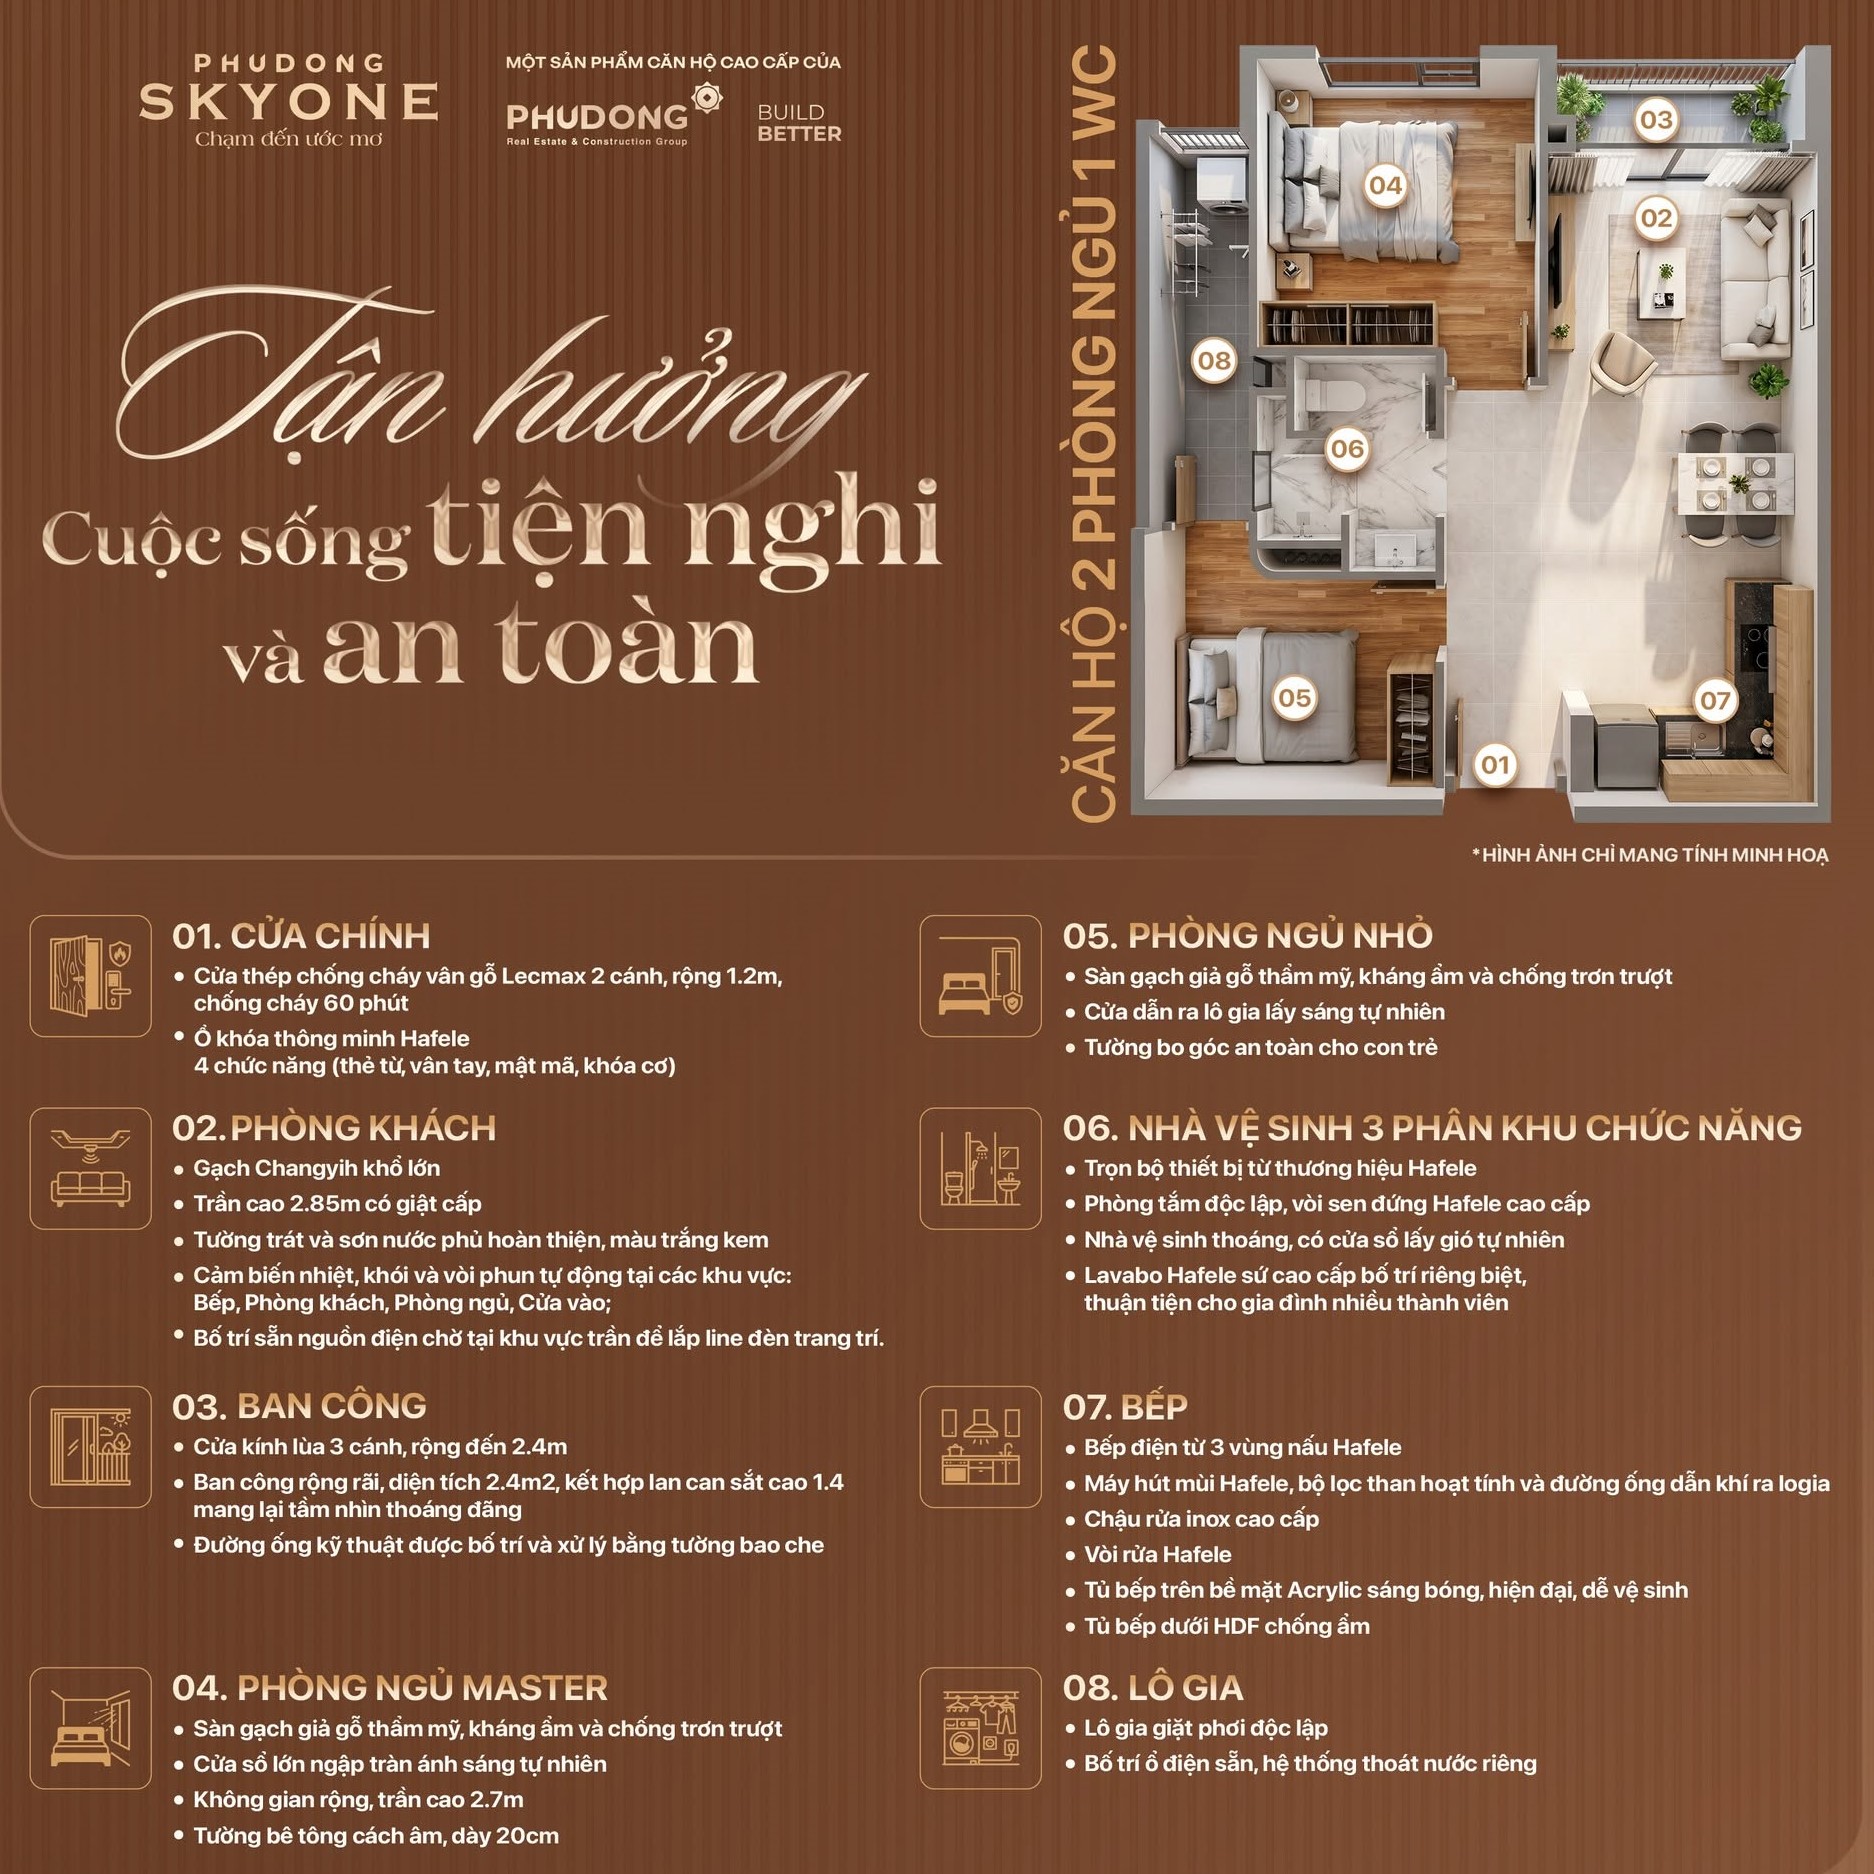 PHUDONG
SKYONE
Chạm đến ước mơ
MỘT SẢN PHẨM CĂN HỘ CAO CẤP CỦA
PHUDONG
Real Estate & Construction Group
BUILD
BETTER
Tận hưởng
Cuộc sống tiện nghi
và an toàn
CĂN HỘ 2 PHÒNG NGỦ 1 WC
03
04
02
08
06
05
07
01
*HÌNH ẢNH CHỈ MANG TÍNH MINH HOẠ
01. CỬA CHÍNH
• Cửa thép chống cháy vân gỗ Lecmax 2 cánh, rộng 1.2m,
chống cháy 60 phút
• Ổ khóa thông minh Hafele
4 chức năng (thẻ từ, vân tay, mật mã, khóa cơ)
02. PHÒNG KHÁCH
• Gạch Changyih khổ lớn
• Trần cao 2.85m có giật cấp
• Tường trát và sơn nước phủ hoàn thiện, màu trắng kem
• Cảm biến nhiệt, khói và vòi phun tự động tại các khu vực:
Bếp, Phòng khách, Phòng ngủ, Cửa vào;
• Bố trí sẵn nguồn điện chờ tại khu vực trần để lắp line đèn trang trí.
03. BAN CÔNG
• Cửa kính lùa 3 cánh, rộng đến 2.4m
• Ban công rộng rãi, diện tích 2.4m2, kết hợp lan can sắt cao 1.4
mang lại tầm nhìn thoáng đãng
• Đường ống kỹ thuật được bố trí và xử lý bằng tường bao che
04. PHÒNG NGỦ MASTER
• Sàn gạch giả gỗ thẩm mỹ, kháng ẩm và chống trơn trượt
• Cửa sổ lớn ngập tràn ánh sáng tự nhiên
• Không gian rộng, trần cao 2.7m
• Tường bê tông cách âm, dày 20cm
05. PHÒNG NGỦ NHỎ
• Sàn gạch giả gỗ thẩm mỹ, kháng ẩm và chống trơn trượt
• Cửa dẫn ra lô gia lấy sáng tự nhiên
• Tường bo góc an toàn cho con trẻ
06. NHÀ VỆ SINH 3 PHÂN KHU CHỨC NĂNG
• Trọn bộ thiết bị từ thương hiệu Hafele
• Phòng tắm độc lập, vòi sen đứng Hafele cao cấp
• Nhà vệ sinh thoáng, có cửa sổ lấy gió tự nhiên
• Lavabo Hafele sứ cao cấp bố trí riêng biệt,
thuận tiện cho gia đình nhiều thành viên
07. BẾP
• Bếp điện từ 3 vùng nấu Hafele
• Máy hút mùi Hafele, bộ lọc than hoạt tính và đường ống dẫn khí ra logia
• Chậu rửa inox cao cấp
• Vòi rửa Hafele
• Tủ bếp trên bề mặt Acrylic sáng bóng, hiện đại, dễ vệ sinh
• Tủ bếp dưới HDF chống ẩm
08. LÔ GIA
• Lô gia giặt phơi độc lập
• Bố trí ổ điện sẵn, hệ thống thoát nước riêng